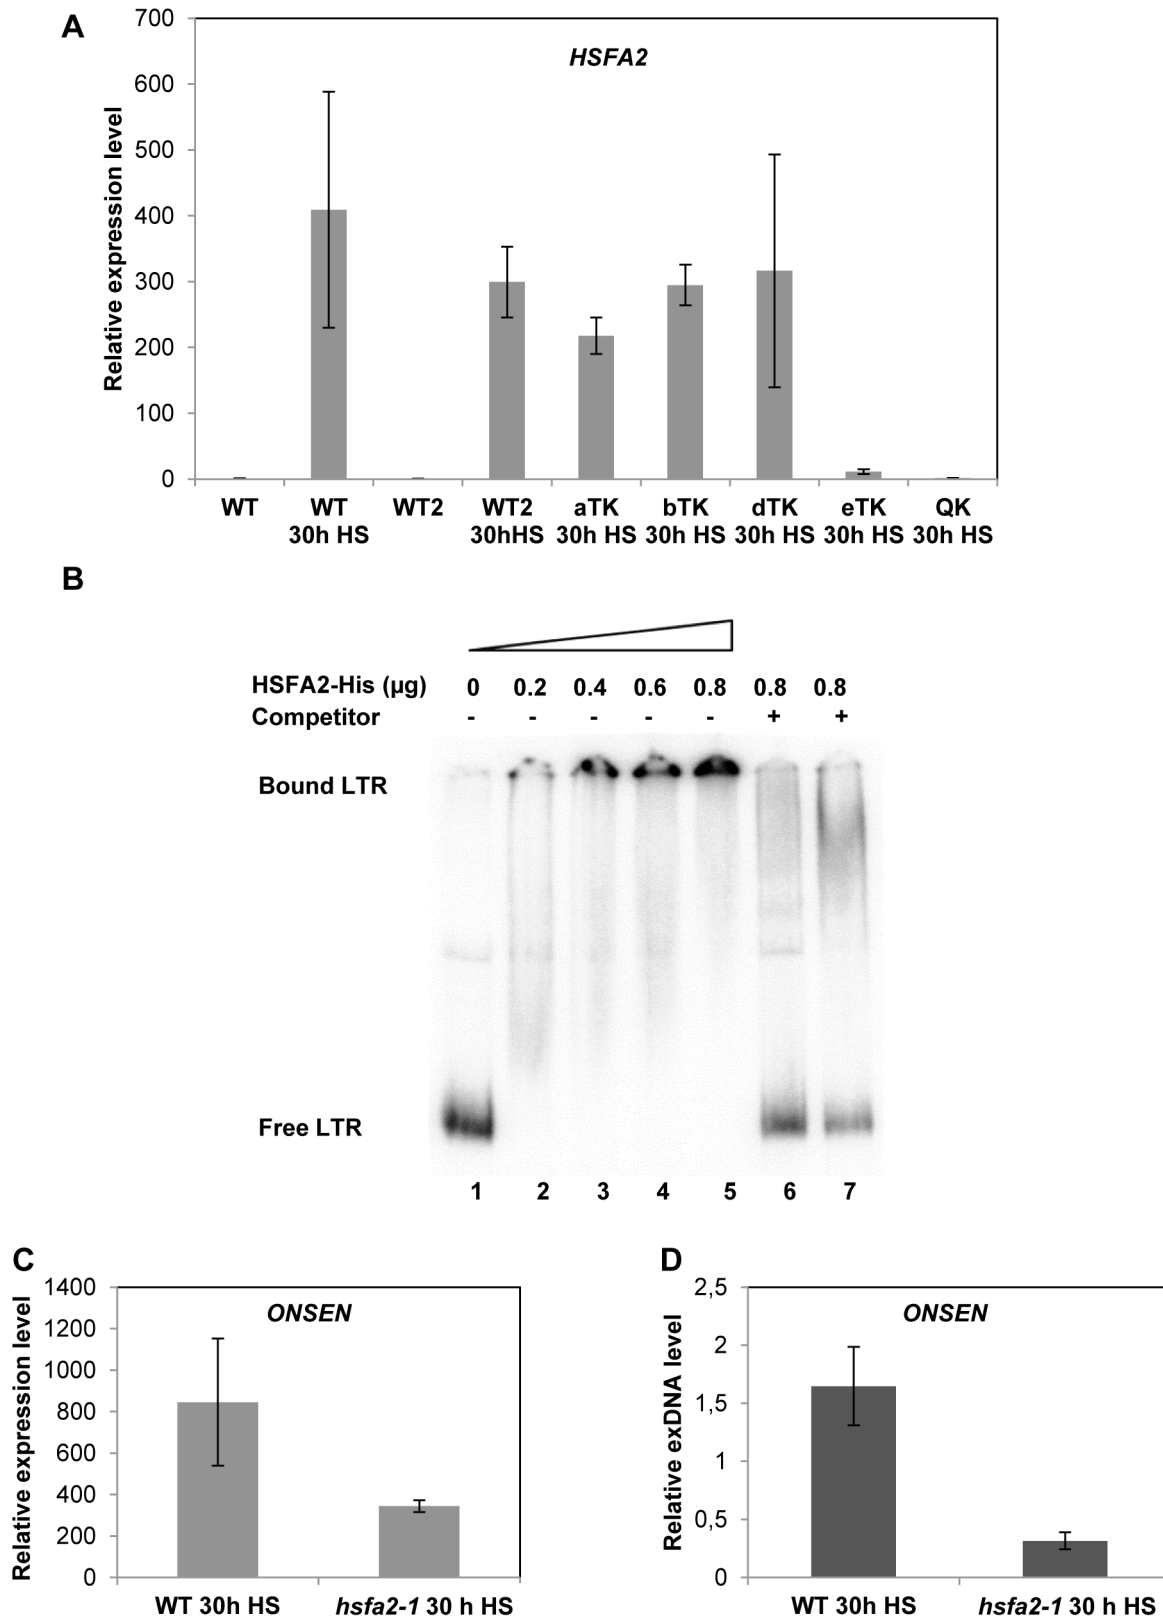 A
HSFA2
Relative expression level
700
600
500
400
300
200
100
0
WT WT WT2 WT2 aTK bTK dTK eTK QK
30h HS 30hHS 30h HS 30h HS 30h HS 30h HS 30h HS
B
HSFA2-His (µg) 0 0.2 0.4 0.6 0.8 0.8 0.8
Competitor - - - - - + +
Bound LTR
Free LTR
1 2 3 4 5 6 7
C
ONSEN
Relative expression level
1400
1200
1000
800
600
400
200
0
WT 30h HS hsfa2-1 30 h HS
D
ONSEN
Relative exDNA level
2,5
2
1,5
1
0,5
0
WT 30h HS hsfa2-1 30 h HS